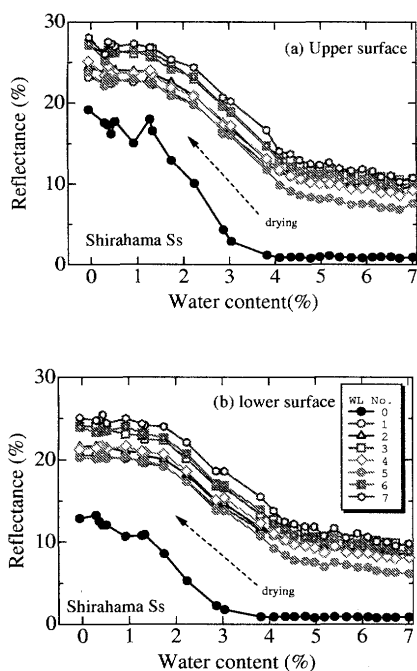 (a) Upper surface
Reflectance (%)
30
20
10
0
drying
Shirahama Ss
0 1 2 3 4 5 6 7
Water content(%)
(b) lower surface
Reflectance (%)
30
20
10
0
WL No.
0
1
2
3
4
5
6
7
drying
Shirahama Ss
0 1 2 3 4 5 6 7
Water content (%)